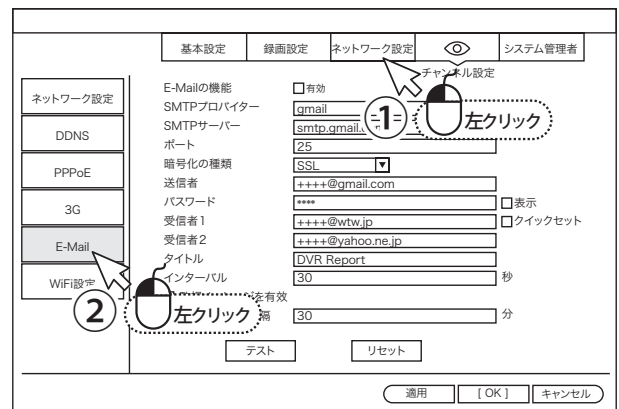 基本設定 録画設定 ネットワーク設定 システム管理者
チャンネル設定
ネットワーク設定
DDNS
PPPoE
3G
E-Mail
WiFi設定
E-Mailの機能 有効
SMTPプロバイダー gmail
SMTPサーバー smtp.gmail.
ポート 25
暗号化の種類 SSL
送信者 ++++@gmail.com
パスワード **** 表示
受信者1 ++++@wtw.jp クイックセット
受信者2 ++++@yahoo.ne.jp
タイトル DVR Report
インターバル 30 秒
を有効
隔 30 分
① 左クリック
② 左クリック
テスト リセット
適用 [ OK ] キャンセル